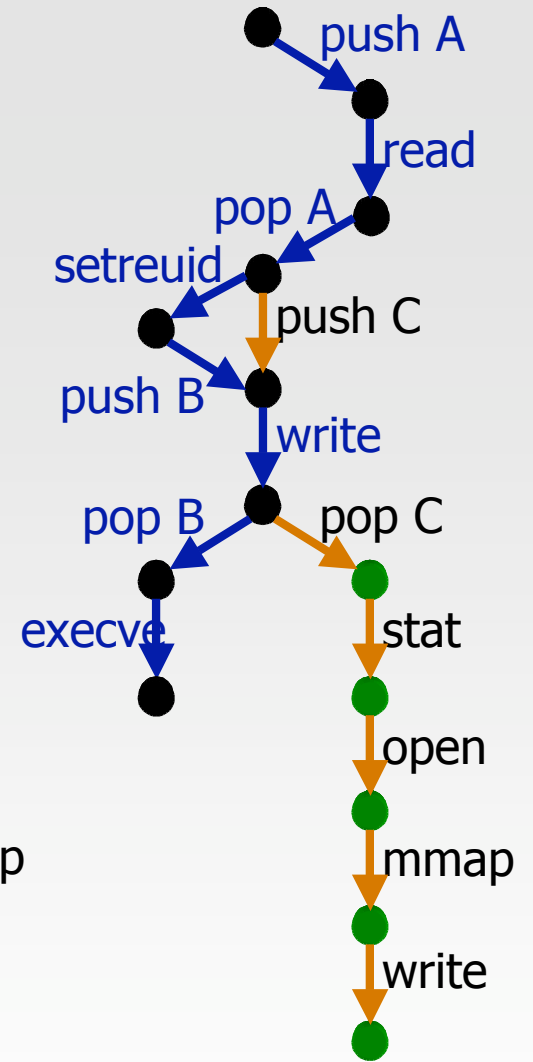 push A
read
pop A
setreuid
push C
push B
write
pop B
pop C
execve
stat
open
mmap
p
write